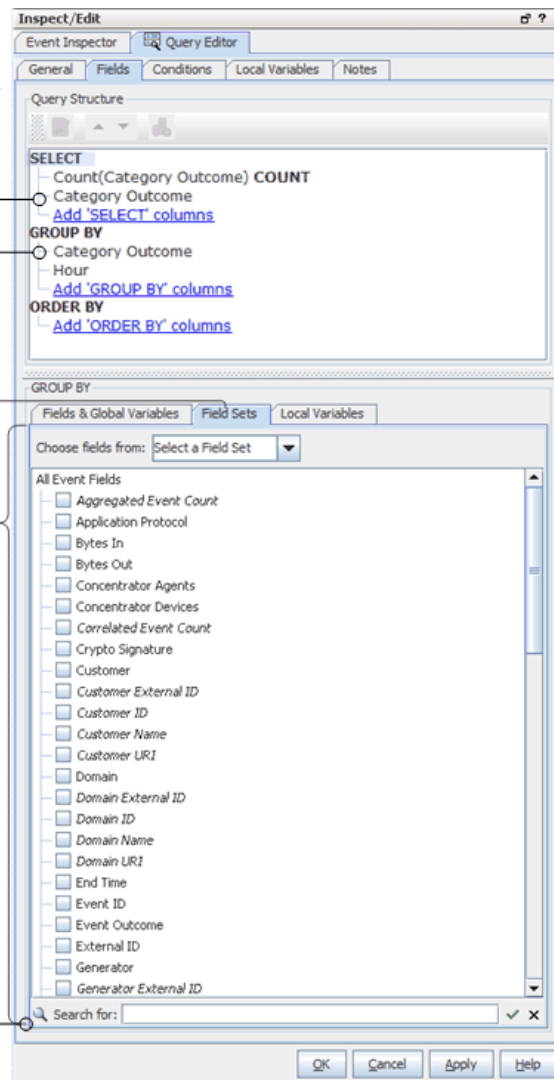 Inspect/Edit ?
Event Inspector Query Editor
General Fields Conditions Local Variables Notes
Query Structure
SELECT
Count(Category Outcome) COUNT
Category Outcome
Add 'SELECT' columns
GROUP BY
Category Outcome
Hour
Add 'GROUP BY' columns
ORDER BY
Add 'ORDER BY' columns
GROUP BY
Fields & Global Variables Field Sets Local Variables
Choose fields from: Select a Field Set
All Event Fields
Aggregated Event Count
Application Protocol
Bytes In
Bytes Out
Concentrator Agents
Concentrator Devices
Correlated Event Count
Crypto Signature
Customer
Customer External ID
Customer ID
Customer Name
Customer URI
Domain
Domain External ID
Domain ID
Domain Name
Domain URI
End Time
Event ID
Event Outcome
External ID
Generator
Generator External ID
Search for:
OK Cancel Apply Help